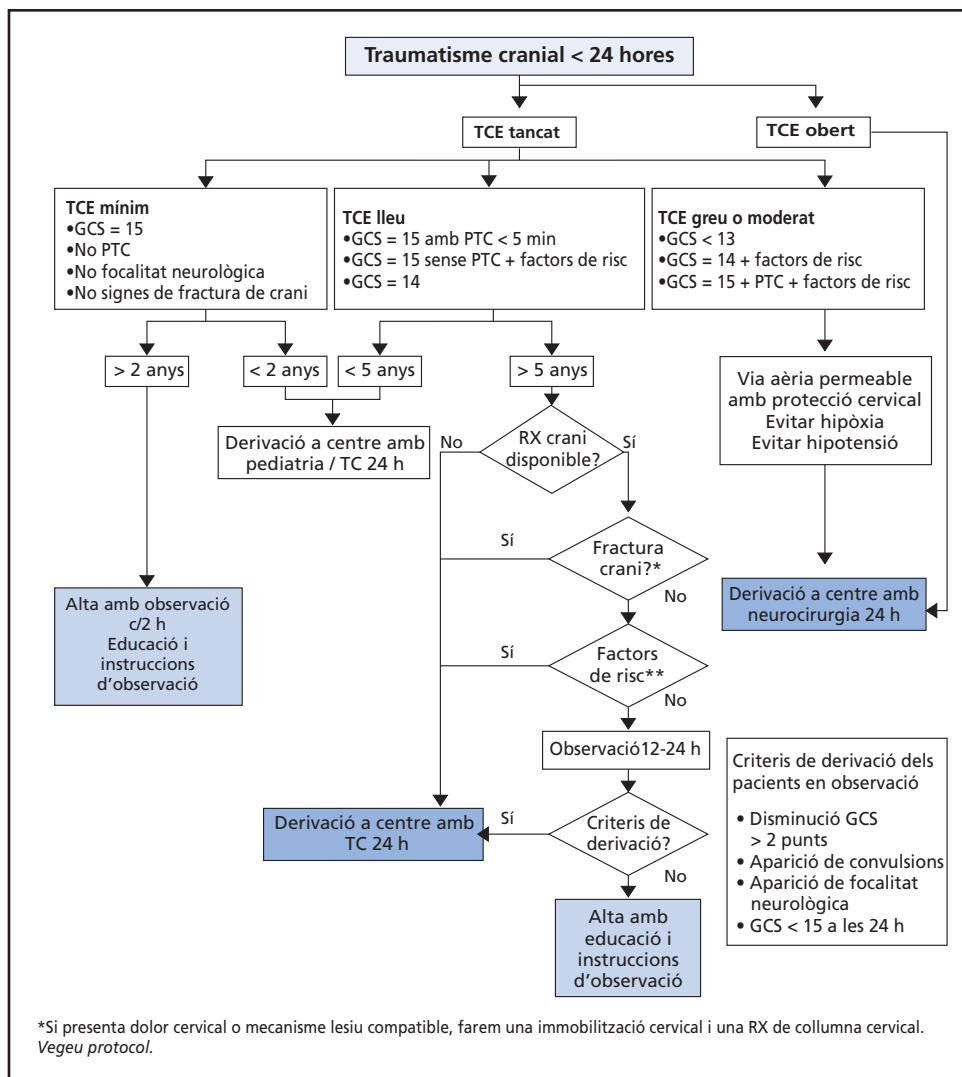 Traumatisme cranial < 24 hores
TCE tancat
TCE obert
TCE mínim
•GCS = 15
•No PTC
•No focalitat neurològica
•No signes de fractura de crani
TCE lleu
•GCS = 15 amb PTC < 5 min
•GCS = 15 sense PTC + factors de risc
•GCS = 14
TCE greu o moderat
•GCS < 13
•GCS = 14 + factors de risc
•GCS = 15 + PTC + factors de risc
> 2 anys
< 2 anys
< 5 anys
> 5 anys
Derivació a centre amb
pediatria / TC 24 h
No
RX crani
disponible?
Sí
Via aèria permeable
amb protecció cervical
Evitar hipòxia
Evitar hipotensió
Sí
Fractura
crani?*
No
Alta amb observació
c/2 h
Educació i
instruccions
d’observació
Derivació a centre amb
neurocirurgia 24 h
Sí
Factors
de risc**
No
Observació12-24 h
Derivació a centre amb
TC 24 h
Sí
Criteris de
derivació?
No
Alta amb
educació i
instruccions
d’observació
Criteris de derivació dels
pacients en observació
• Disminució GCS
> 2 punts
• Aparició de convulsions
• Aparició de focalitat
neurològica
• GCS < 15 a les 24 h
*Si presenta dolor cervical o mecanisme lesiu compatible, farem una immobilització cervical i una RX de collumna cervical.
Vegeu protocol.